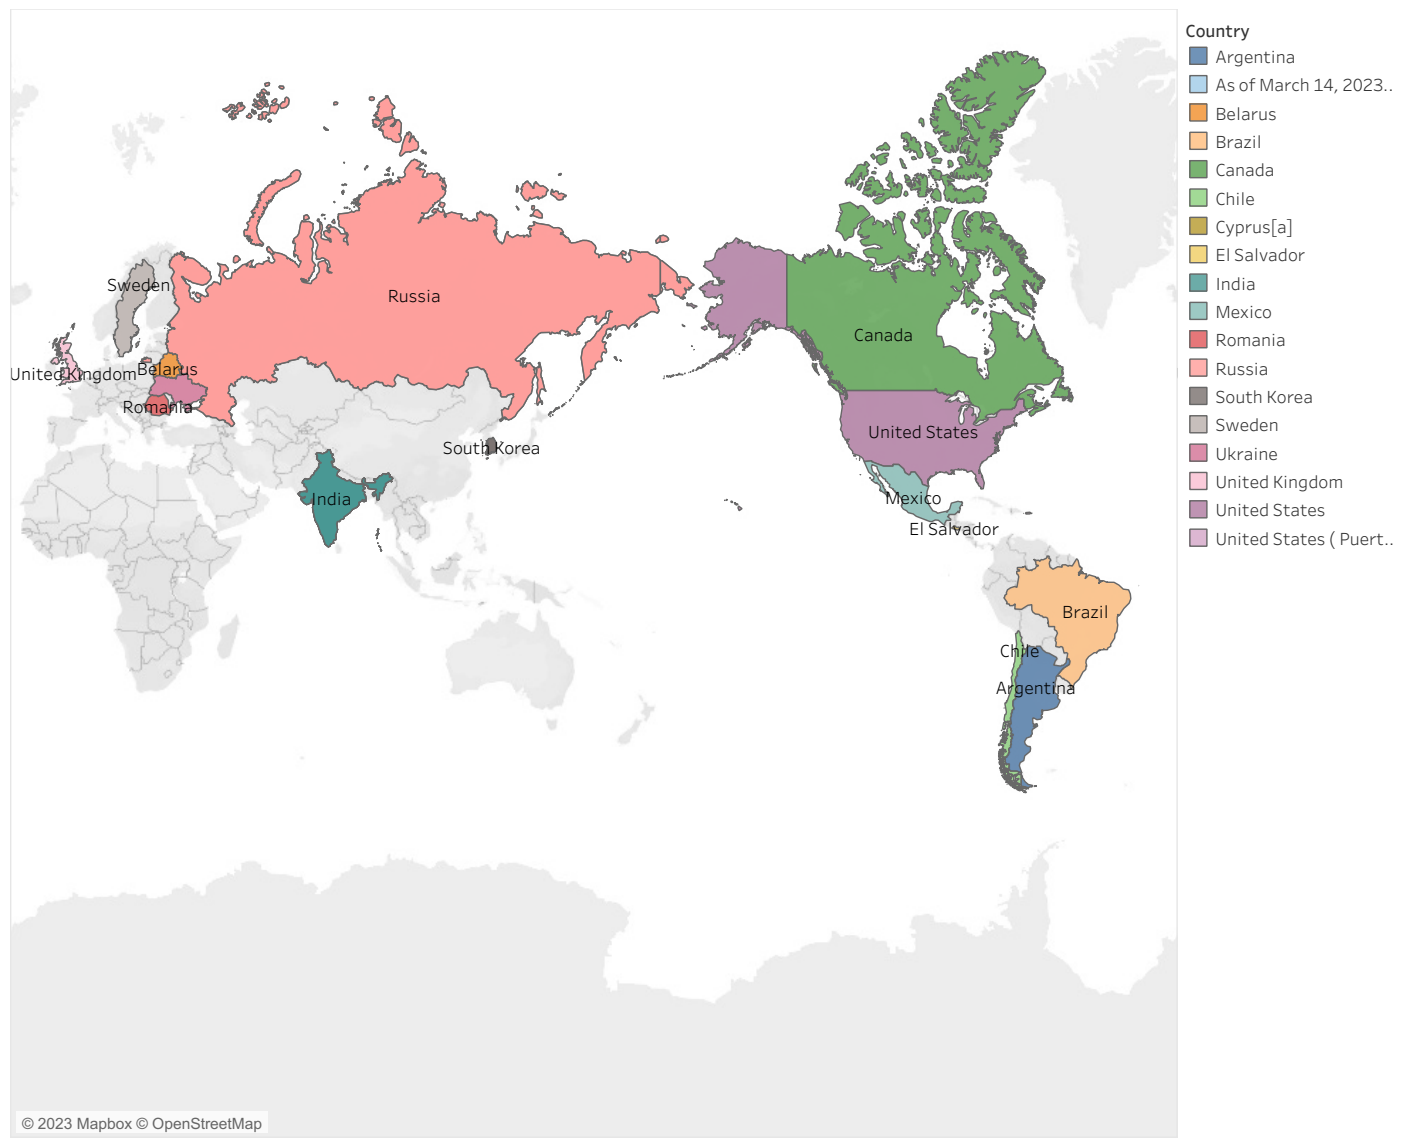 Country
Argentina
As of March 14, 2023..
Belarus
Brazil
Canada
Chile
Cyprus[a]
El Salvador
India
Mexico
Romania
Russia
South Korea
Sweden
Ukraine
United Kingdom
United States
United States ( Puert..
Sweden
Russia
Canada
United Kingdom
Belarus
Romania
United States
South Korea
India
Mexico
El Salvador
Brazil
Chile
Argentina
© 2023 Mapbox © OpenStreetMap